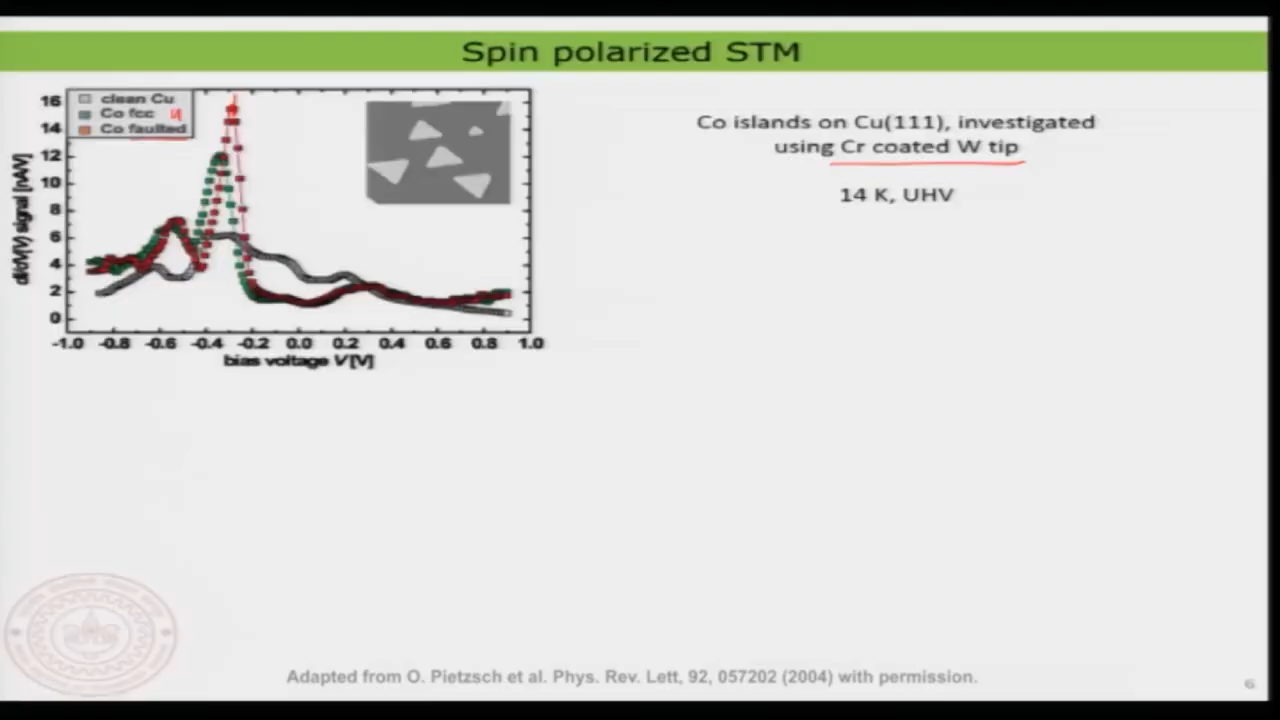 Spin polarized STM
clean Cu
Co fcc
Co faulted
16
14
12
10
8
6
4
2
0
dI/dV(V) signal [nA/V]
-1.0 -0.8 -0.6 -0.4 -0.2 0.0 0.2 0.4 0.6 0.8 1.0
bias voltage V [V]
Co islands on Cu(111), investigated
using Cr coated W tip
14 K, UHV
Adapted from O. Pietzsch et al. Phys. Rev. Lett, 92, 057202 (2004) with permission.
6